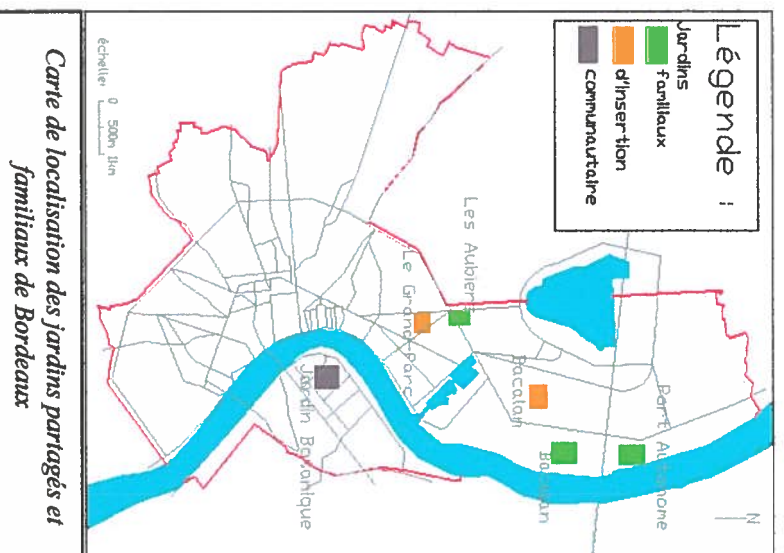 Légende :
Jardins
familiaux
d'insertion
communautaire
N
Port Autonome
Bacalan
Bacalan
Les Aubiers
Le Grand-parc
Jardin Botanique
échelle: 0 500m 1km
Carte de localisation des jardins partagés et
familiaux de Bordeaux